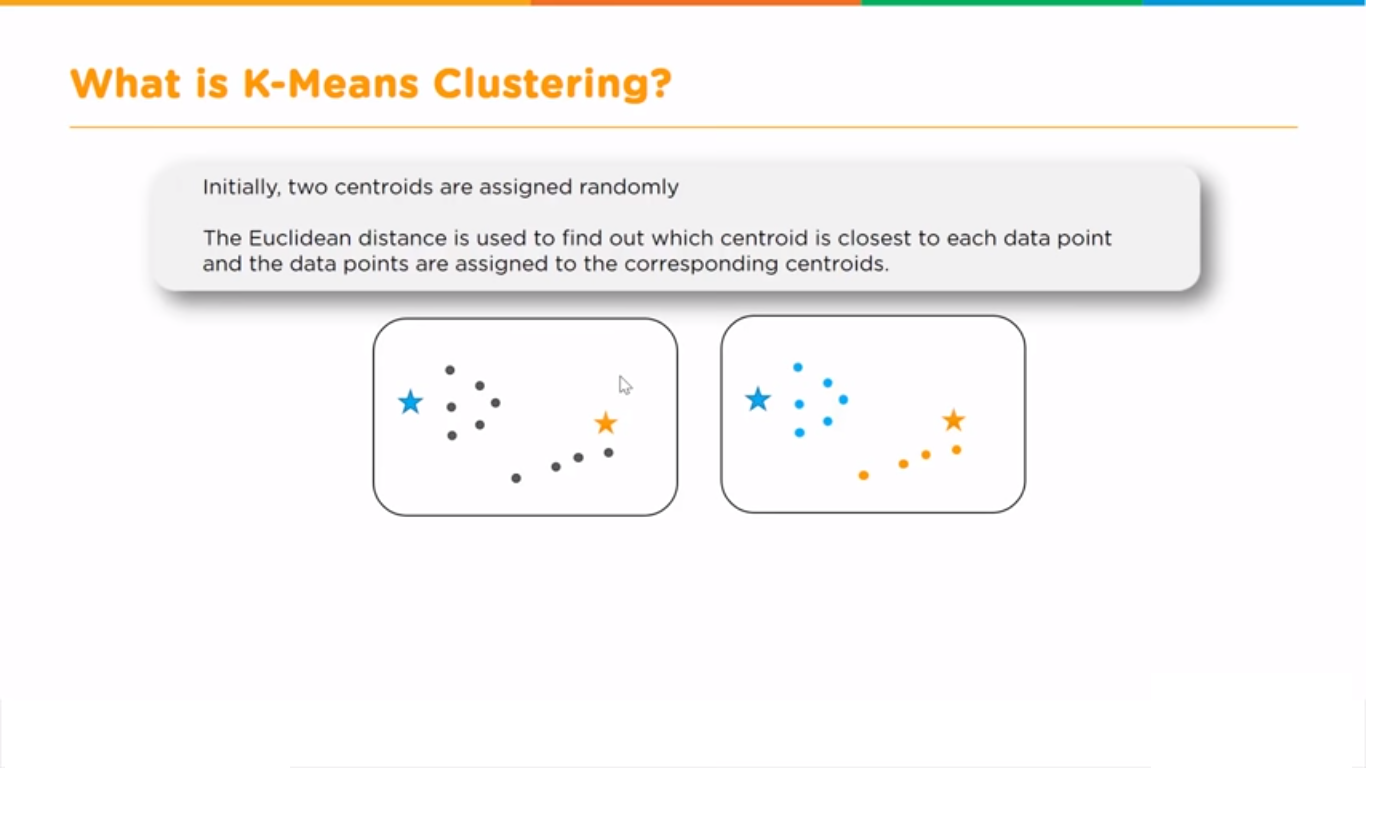 What is K-Means Clustering?
Initially, two centroids are assigned randomly
The Euclidean distance is used to find out which centroid is closest to each data point
and the data points are assigned to the corresponding centroids.